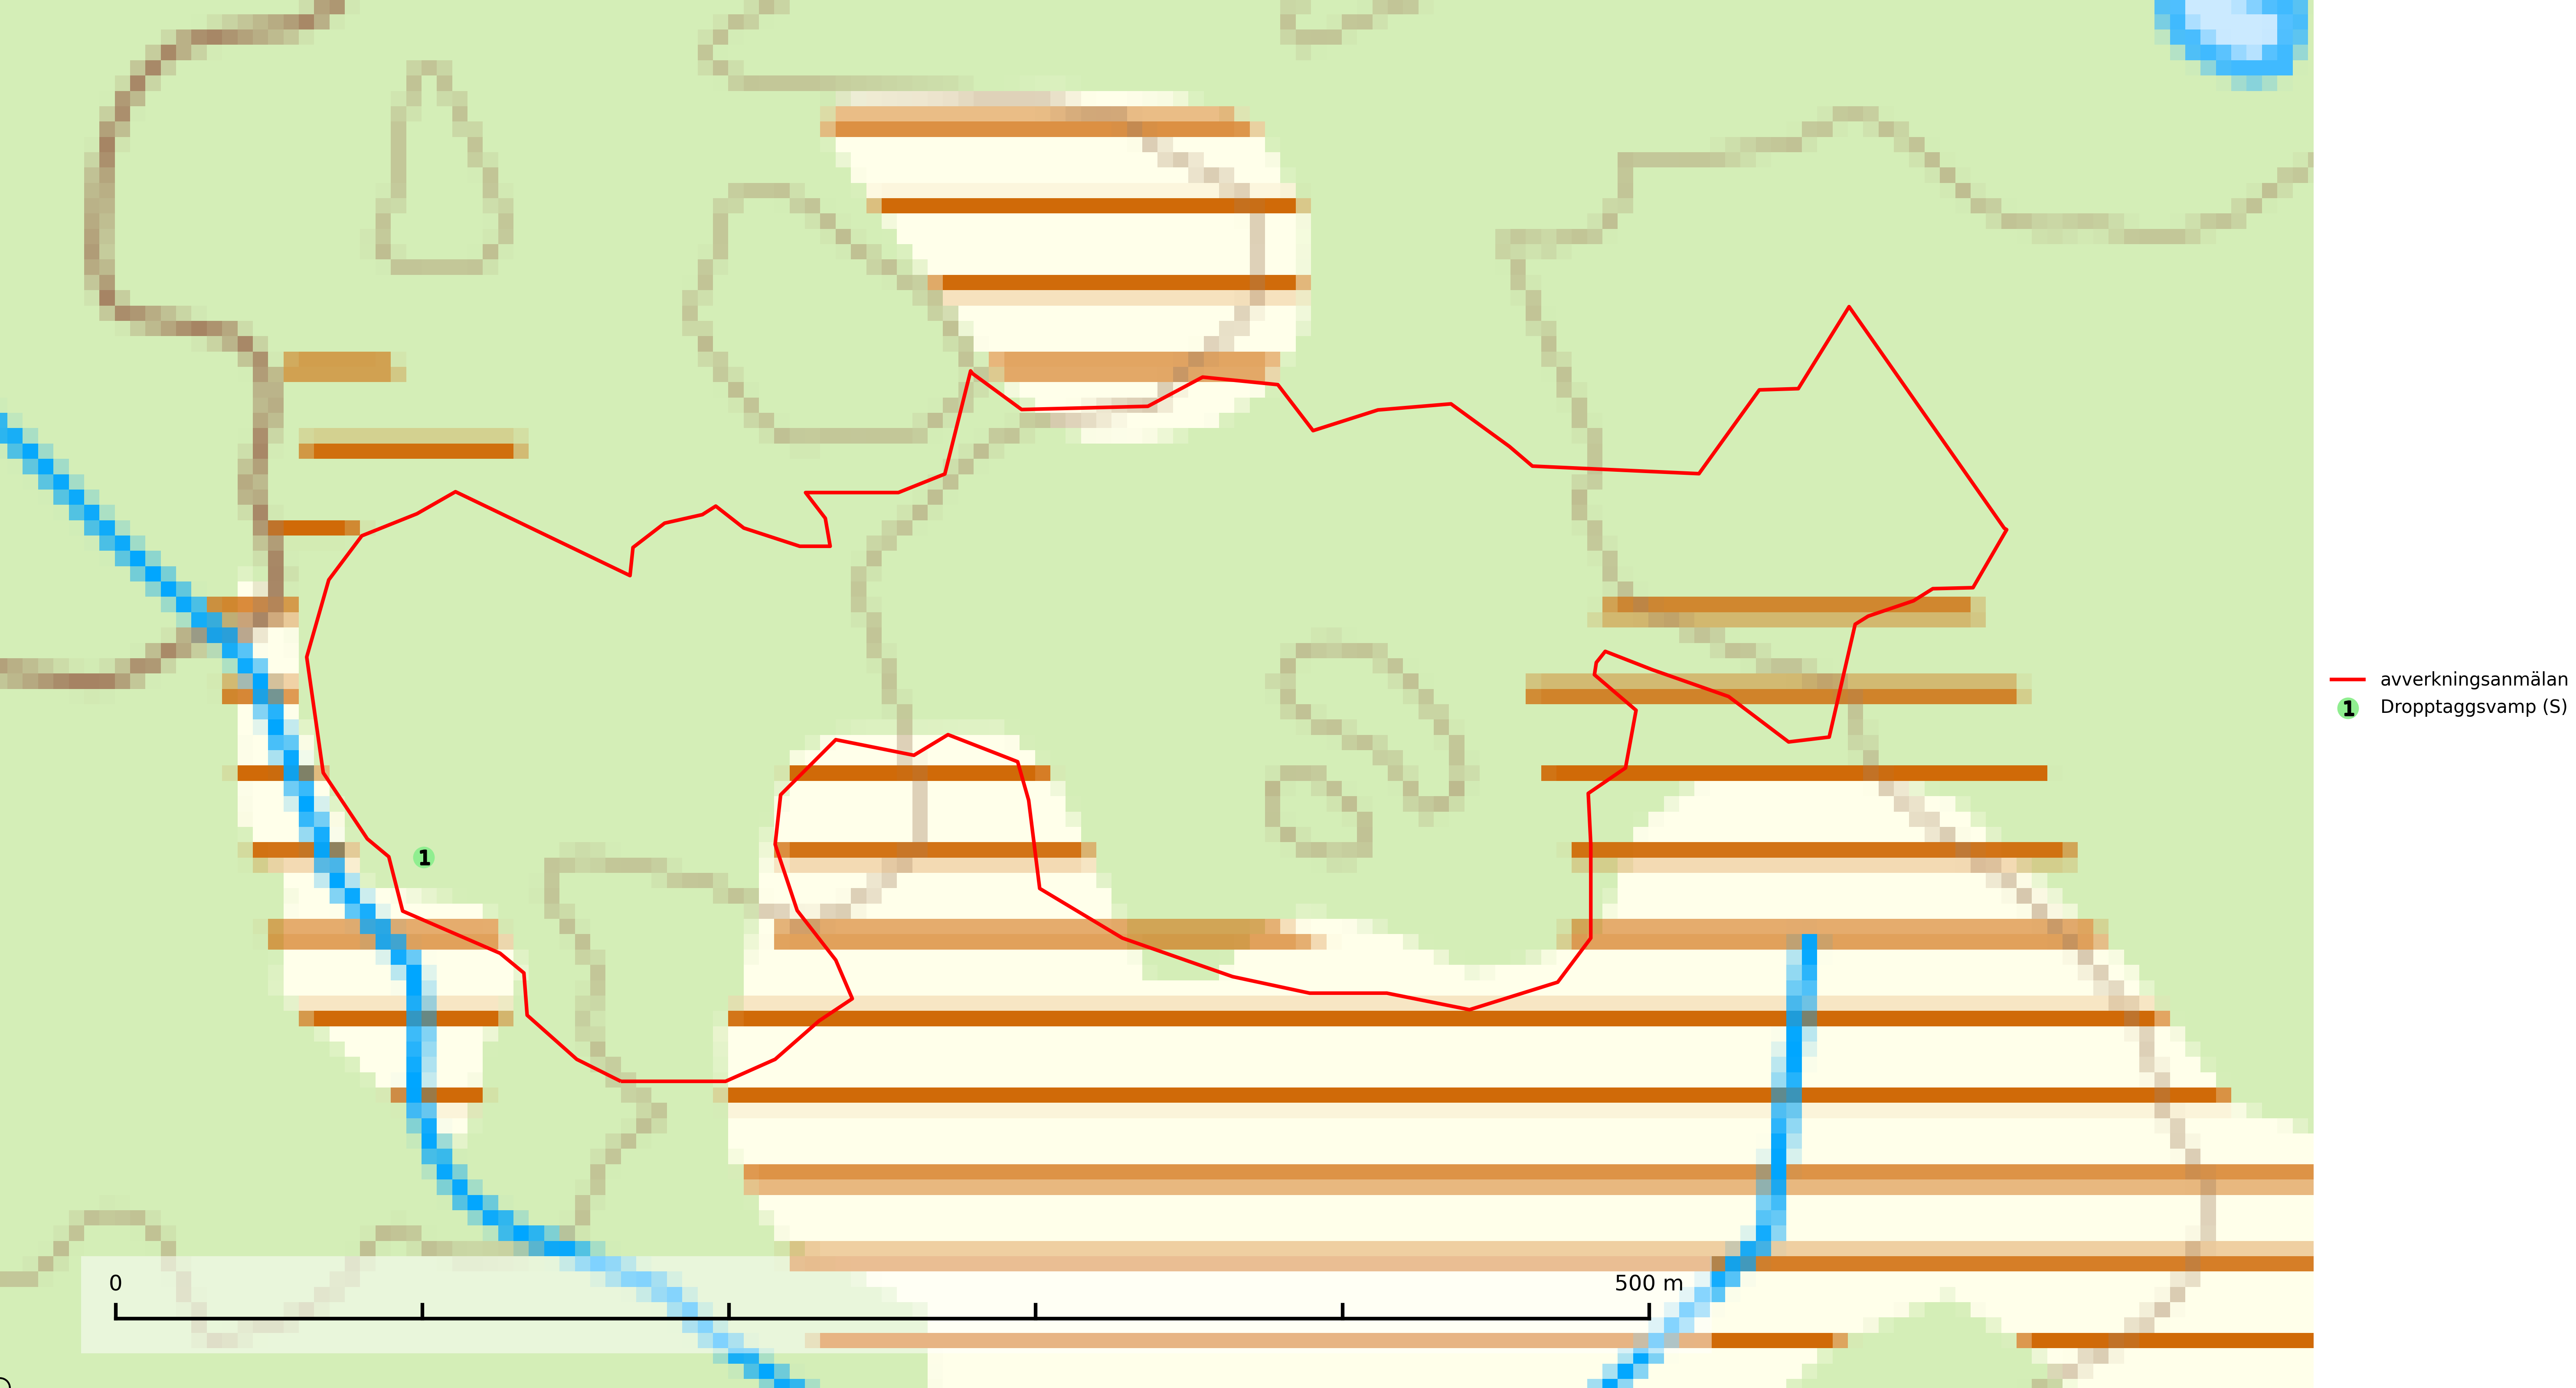 avverkningsanmälan
1 Dropptaggsvamp (S)
1
0 500 m